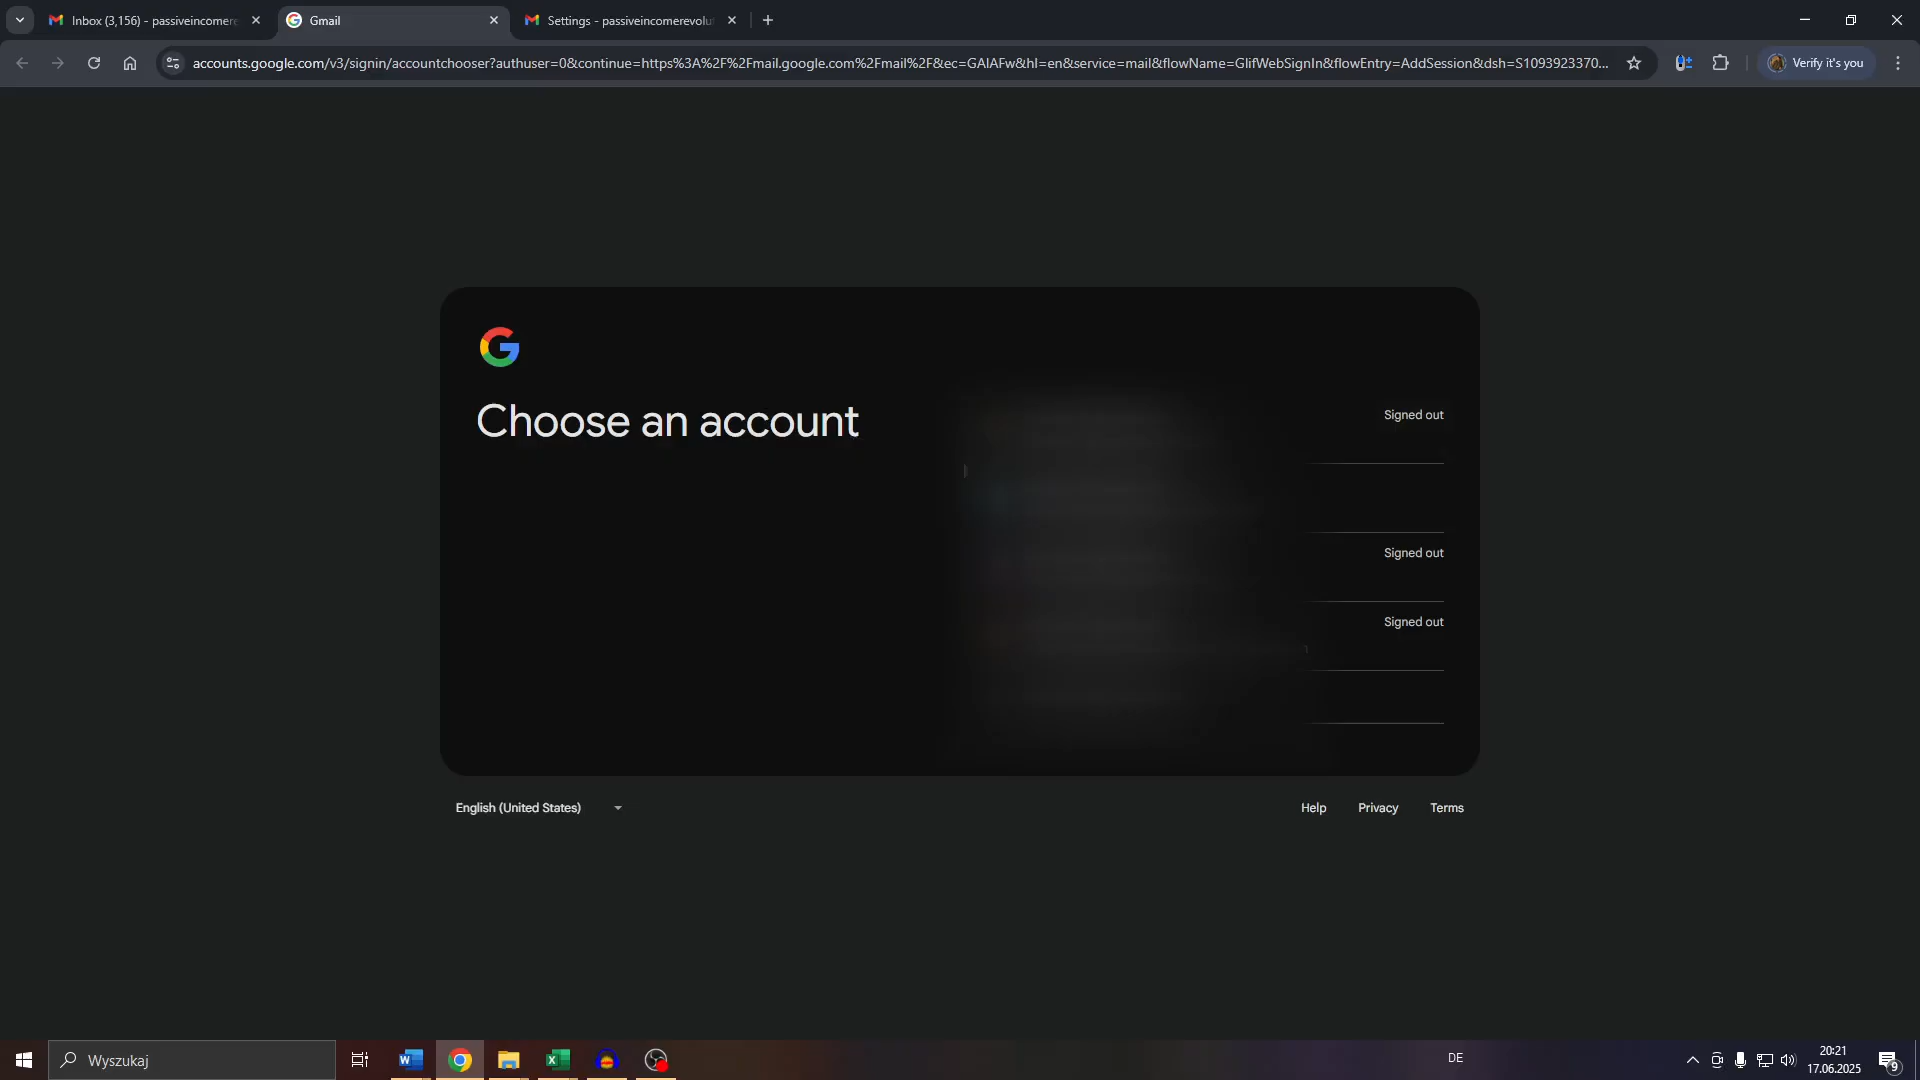 Inbox (3,156) - passiveincomere
Gmail
Settings - passiveincomerevolut
accounts.google.com/v3/signin/accountchooser?authuser=0&continue=https%3A%2F%2Fmail.google.com%2Fmail%2F&ec=GAlAFw&hl=en&service=mail&flowName=GlifWebSignIn&flowEntry=AddSession&dsh=S1093923370...
Verify it's you
Choose an account
Signed out
Signed out
Signed out
English (United States)
Help
Privacy
Terms
Wyszukaj
DE
20:21
17.06.2025
9